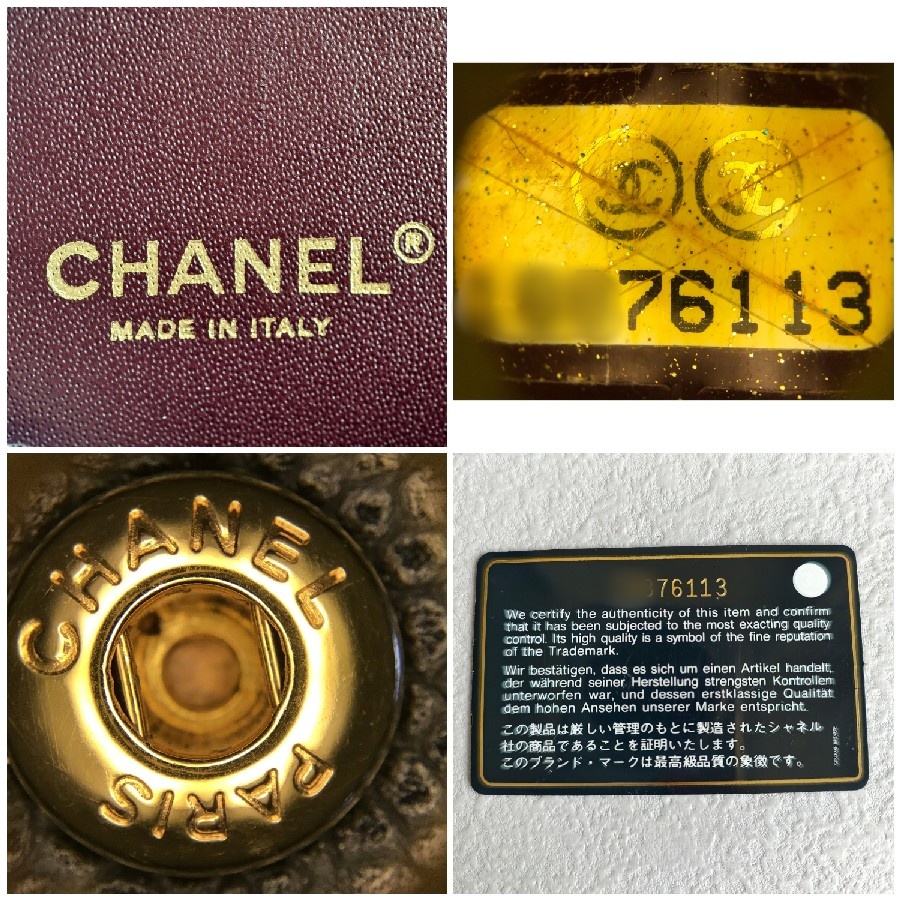 CHANEL®
MADE IN ITALY
76113
CHANEL
PARIS
76113
We certify the authenticity of this item and confirm
that it has been subjected to the most exacting quality
control. Its high quality is a symbol of the fine reputation
of the Trademark.
Wir bestätigen, dass es sich um einen Artikel handelt,
der während seiner Herstellung strengsten Kontrollen
unterworfen war, und dessen erstklassige Qualität
dem hohen Ansehen unserer Marke entspricht.
この製品は厳しい管理のもとに製造されたシャネル
社の商品であることを証明いたします。
このブランド・マークは最高級品質の象徴です。